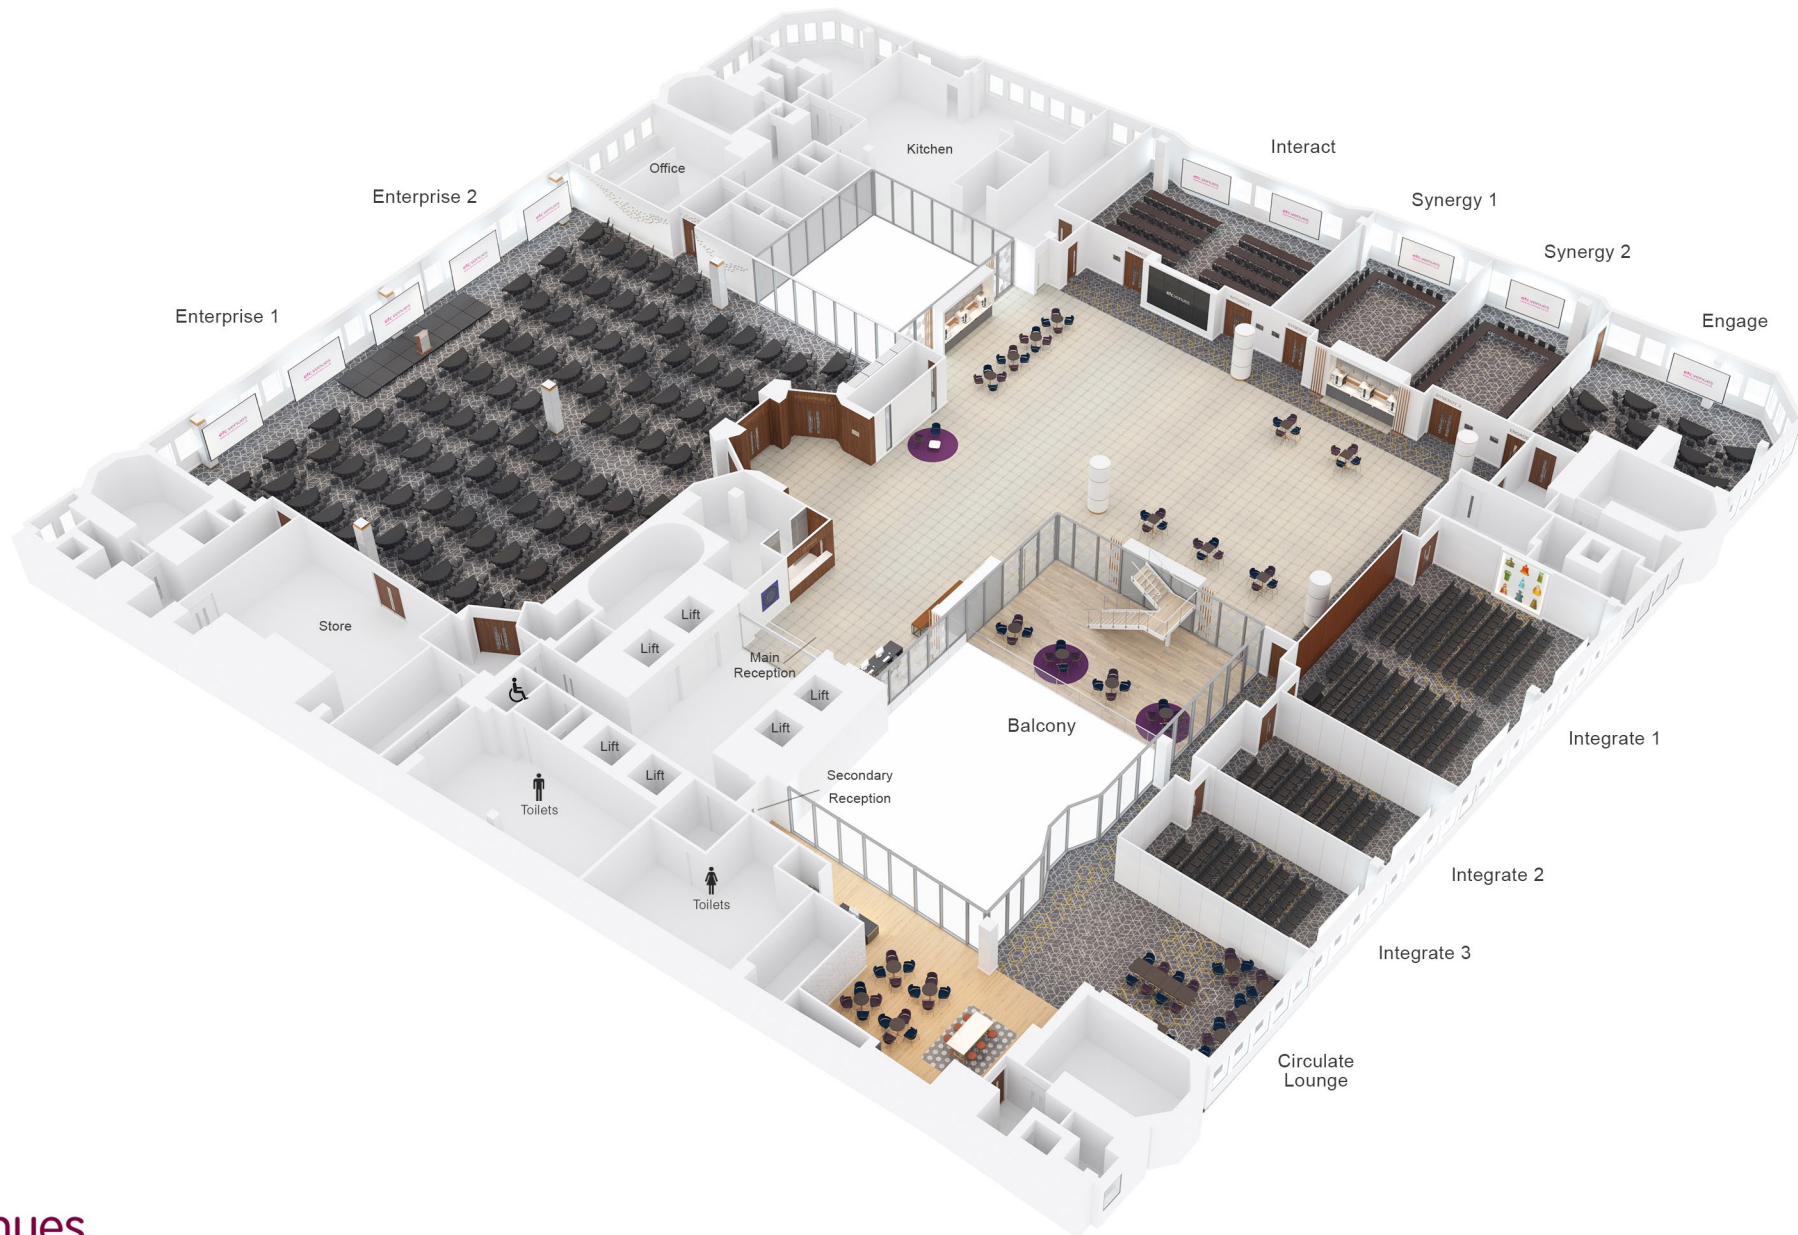 Interact
Kitchen
Office
Enterprise 2
Synergy 1
Synergy 2
Enterprise 1
Engage
Store
Lift
Lift
Main
Reception
Lift
Lift
Lift
Lift
Balcony
Integrate 1
Secondary
Reception
Toilets
Toilets
Integrate 2
Integrate 3
Circulate
Lounge
nues